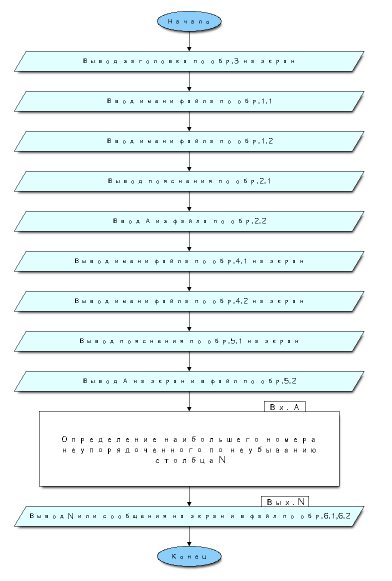 Начало
Вывод заголовка по обр.3 на экран
Ввод имени файла по обр.1.1
Ввод имени файла по обр.1.2
Вывод пояснания по обр.2.1
Ввод А из файла по обр.2.2
Вывод имени файла по обр.4.1 на экран
Вывод имени файла по обр.4.2 на экран
Вывод пояснания по обр.5.1 на экран
Вывод А на экран и в файл по обр.5.2
Вх. А
Определение наибольшего номера
неупорядоченного по неубыванию
столбца N
Вых. N
Вывод N или сообщения на экран и в файл по обр.6.1,6.2
Конец